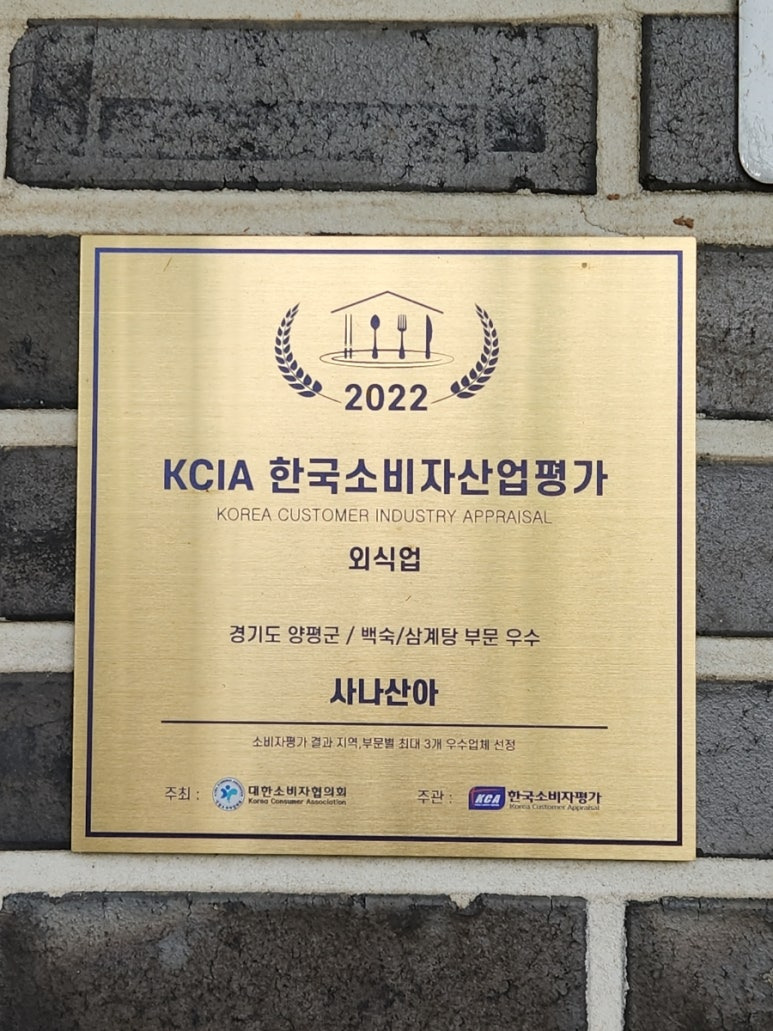 2022
KCIA 한국소비자산업평가
KOREA CUSTOMER INDUSTRY APPRAISAL
외식업
경기도 양평군 / 백숙/삼계탕 부문 우수
사나산아
소비자평가 결과 지역,부문별 최대 3개 우수업체 선정
주최 : 대한소비자협의회 주관 : KCA 한국소비자평가
Korea Consumer Association Korea Customer Appraisal